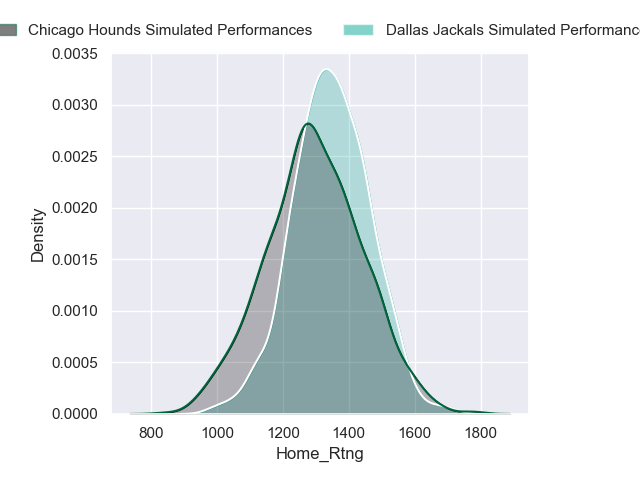 Chicago Hounds Simulated Performances
Dallas Jackals Simulated Performanc
0.0035
0.0030
0.0025
0.0020
0.0015
0.0010
0.0005
0.0000
Density
800 1000 1200 1400 1600 1800
Home_Rtng